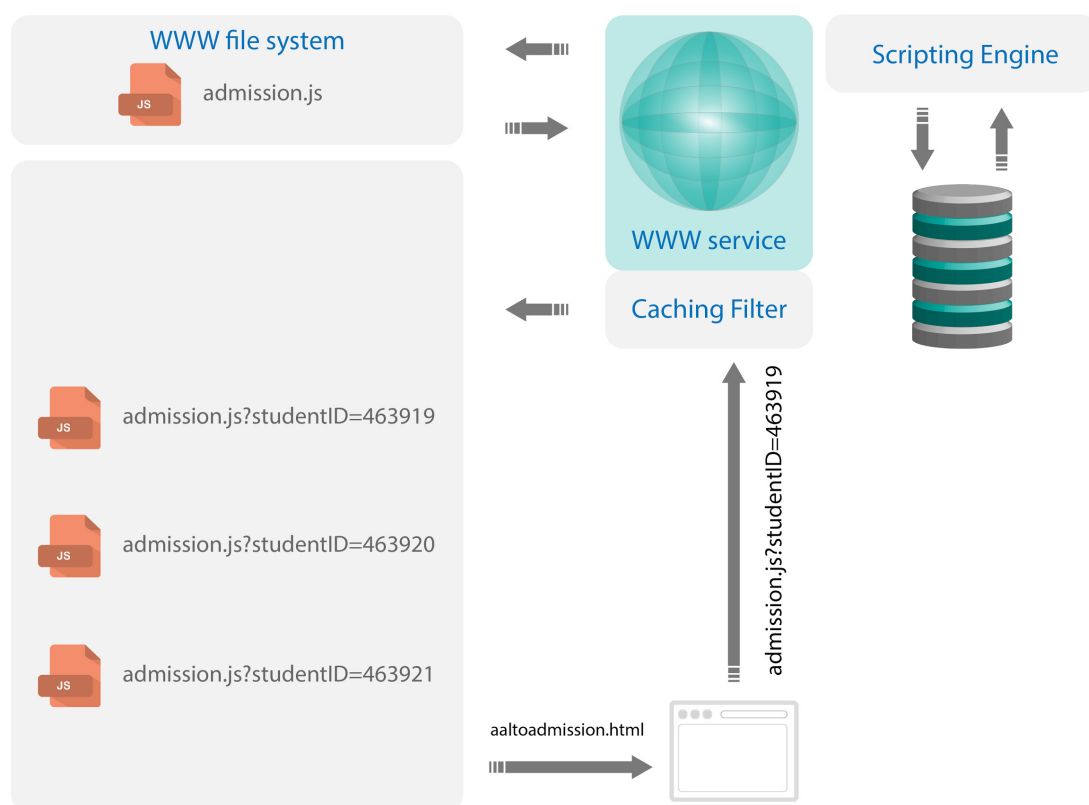 WWW file system
JS
admission.js
Scripting Engine
WWW service
Caching Filter
JS
admission.js?studentID=463919
JS
admission.js?studentID=463920
JS
admission.js?studentID=463921
admission.js?studentID=463919
aaltoadmission.html